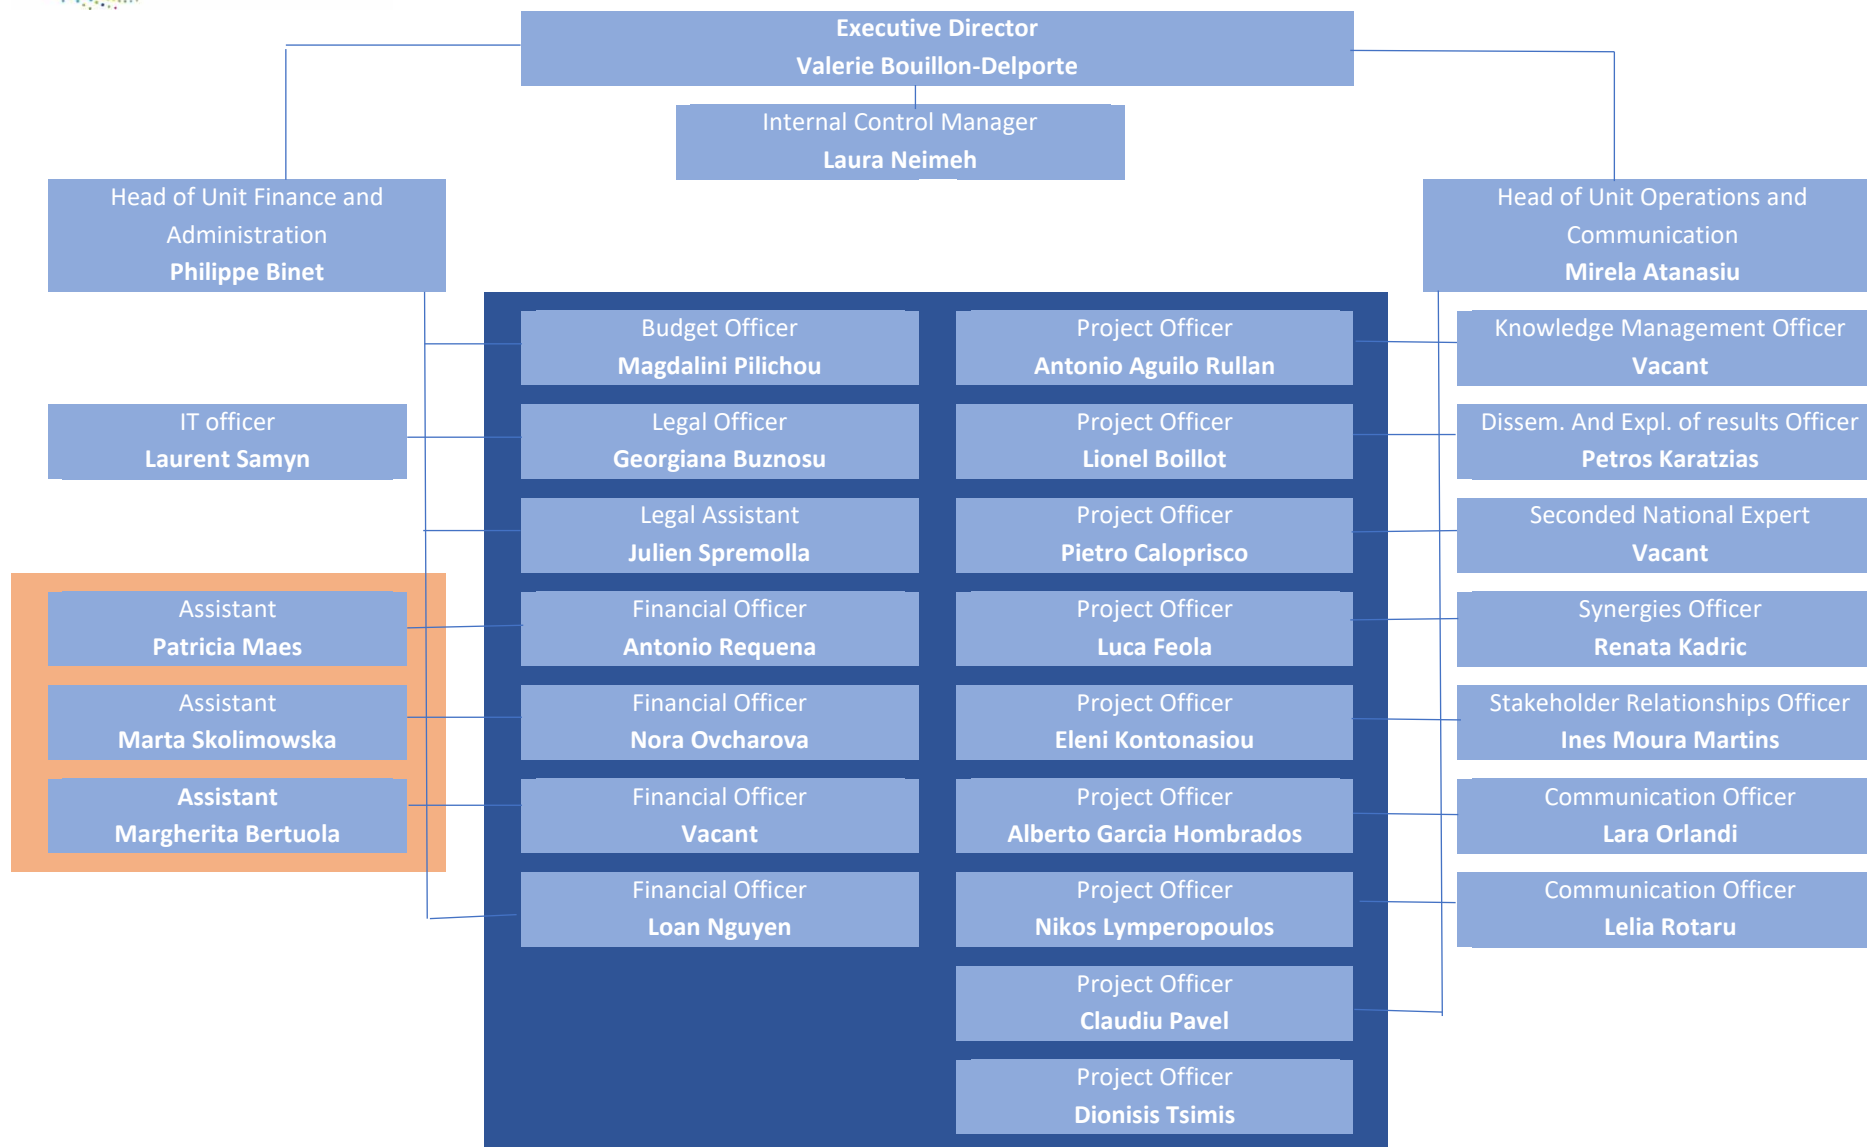 Executive Director
Valerie Bouillon-Delporte
Internal Control Manager
Laura Neimeh
Head of Unit Finance and
Administration
Philippe Binet
Head of Unit Operations and
Communication
Mirela Atanasiu
Budget Officer
Magdalini Pilichou
Project Officer
Antonio Aguilo Rullan
Knowledge Management Officer
Vacant
IT officer
Laurent Samyn
Legal Officer
Georgiana Buznosu
Project Officer
Lionel Boillot
Dissem. And Expl. of results Officer
Petros Karatzias
Legal Assistant
Julien Spremolla
Project Officer
Pietro Caloprisco
Seconded National Expert
Vacant
Assistant
Patricia Maes
Financial Officer
Antonio Requena
Project Officer
Luca Feola
Synergies Officer
Renata Kadric
Assistant
Marta Skolimowska
Financial Officer
Nora Ovcharova
Project Officer
Eleni Kontonasiou
Stakeholder Relationships Officer
Ines Moura Martins
Assistant
Margherita Bertuola
Financial Officer
Vacant
Project Officer
Alberto Garcia Hombrados
Communication Officer
Lara Orlandi
Financial Officer
Loan Nguyen
Project Officer
Nikos Lymperopoulos
Communication Officer
Lelia Rotaru
Project Officer
Claudiu Pavel
Project Officer
Dionisis Tsimis